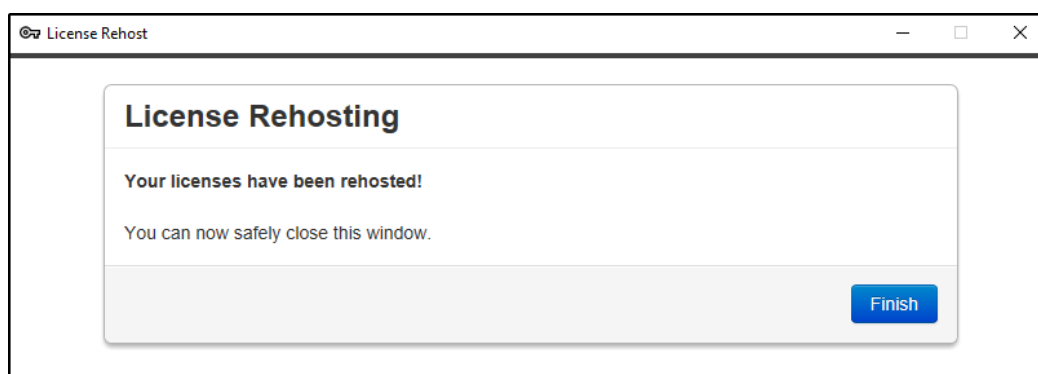 License Rehost
License Rehosting
Your licenses have been rehosted!
You can now safely close this window.
Finish